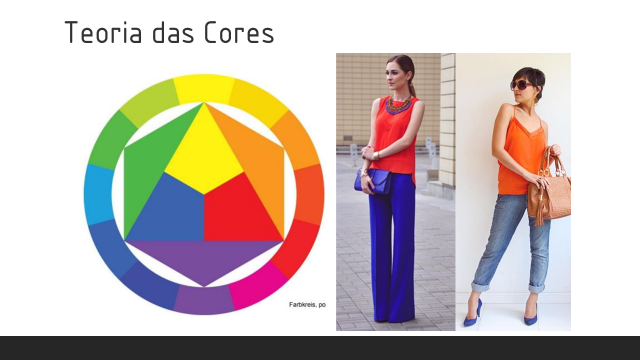 Teoria das Cores
Farbkreis, po